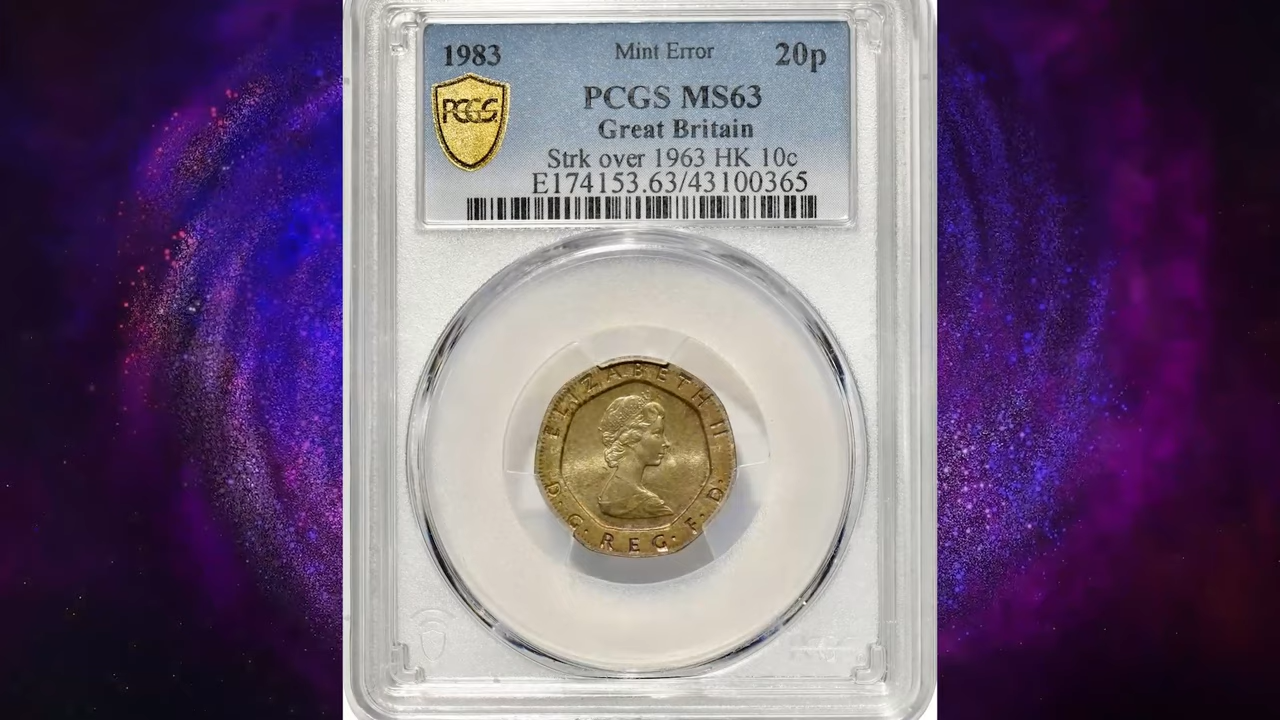 1983 Mint Error 20p
PCGS
PCGS MS63
Great Britain
Strk over 1963 HK 10c
E174153.63/43100365
ELIZABETH II
D·G·REG·F·D·